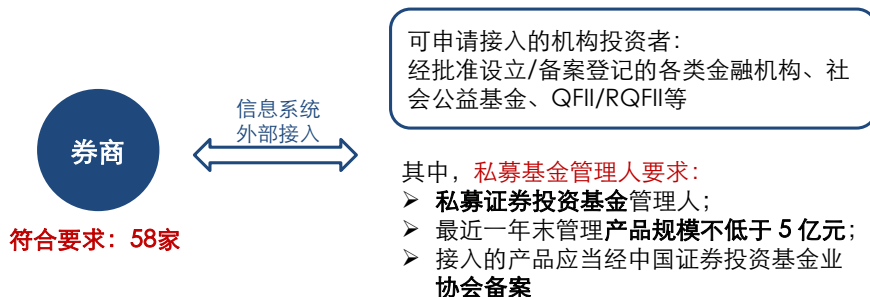 可申请接入的机构投资者:
经批准设立/备案登记的各类金融机构、社
会公益基金、QFII/RQFII等
信息系统
外部接入
券商
符合要求：58家
其中，私募基金管理人要求:
➢ 私募证券投资基金管理人；
➢ 最近一年末管理产品规模不低于 5 亿元；
➢ 接入的产品应当经中国证券投资基金业
协会备案